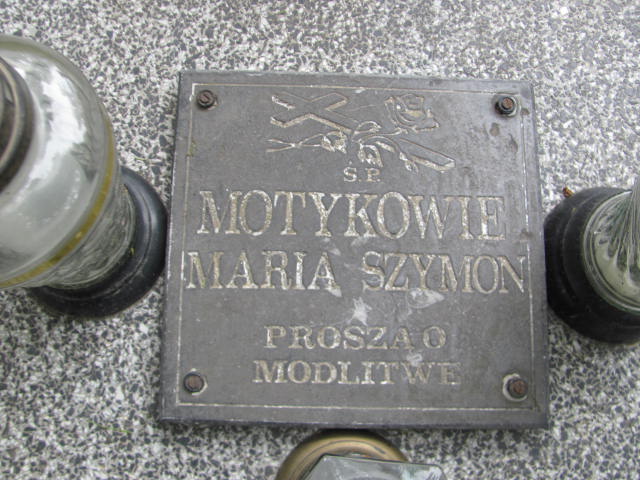 Ś.P.
MOTYKOWIE
MARIA SZYMON
PROSZĄ O
MODLITWĘ